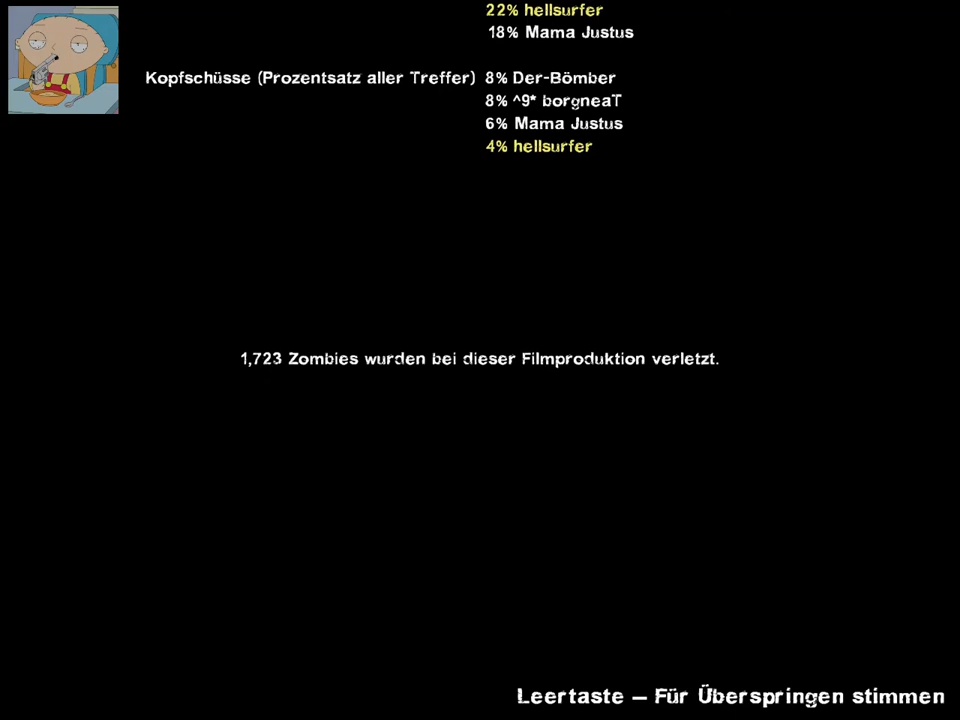 22% hellsurfer
18% Mama Justus
Kopfschüsse (Prozentsatz aller Treffer) 8% Der-Bömber
8% ^9* borgneaT
6% Mama Justus
4% hellsurfer
1,723 Zombies wurden bei dieser Filmproduktion verletzt.
Leertaste – Für Überspringen stimmen